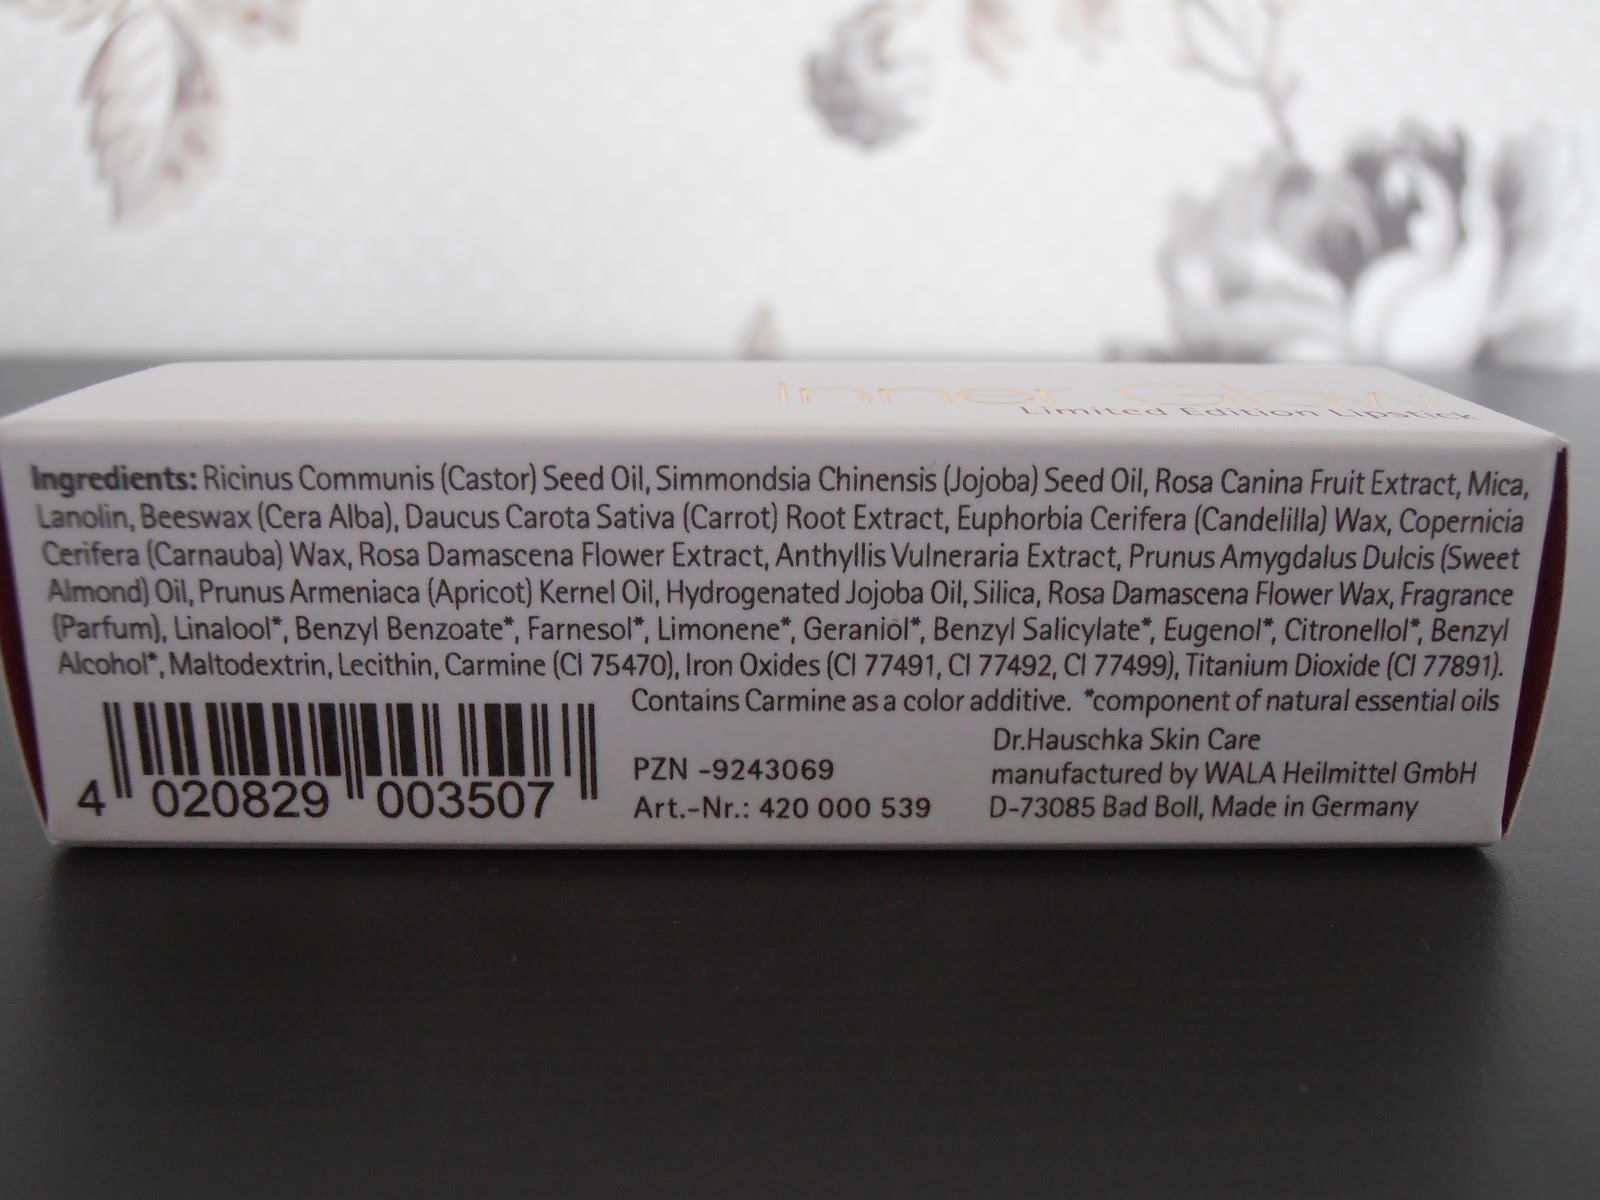 Inner Glow
Limited Edition Lipstick
Ingredients: Ricinus Communis (Castor) Seed Oil, Simmondsia Chinensis (Jojoba) Seed Oil, Rosa Canina Fruit Extract, Mica,
Lanolin, Beeswax (Cera Alba), Daucus Carota Sativa (Carrot) Root Extract, Euphorbia Cerifera (Candelilla) Wax, Copernicia
Cerifera (Carnauba) Wax, Rosa Damascena Flower Extract, Anthyllis Vulneraria Extract, Prunus Amygdalus Dulcis (Sweet
Almond) Oil, Prunus Armeniaca (Apricot) Kernel Oil, Hydrogenated Jojoba Oil, Silica, Rosa Damascena Flower Wax, Fragrance
(Parfum), Linalool*, Benzyl Benzoate*, Farnesol*, Limonene*, Geraniol*, Benzyl Salicylate*, Eugenol*, Citronellol*, Benzyl
Alcohol*, Maltodextrin, Lecithin, Carmine (CI 75470), Iron Oxides (CI 77491, CI 77492, CI 77499), Titanium Dioxide (CI 77891).
Contains Carmine as a color additive. *component of natural essential oils
4 020829 003507
PZN -9243069
Art.-Nr.: 420 000 539
Dr.Hauschka Skin Care
manufactured by WALA Heilmittel GmbH
D-73085 Bad Boll, Made in Germany